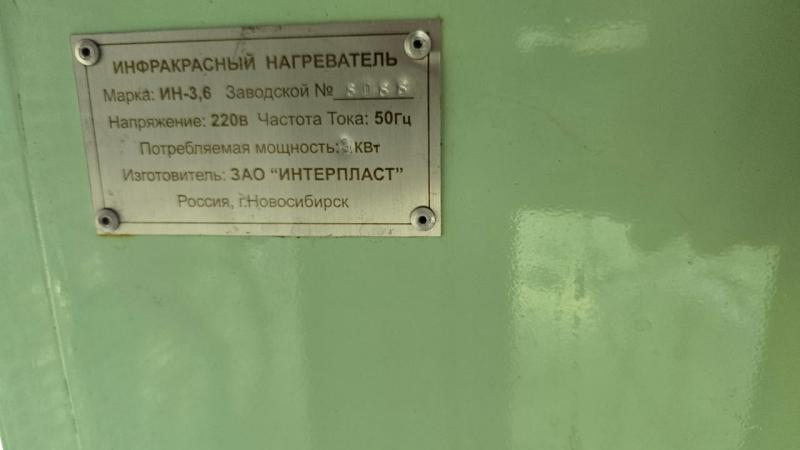 ИНФРАКРАСНЫЙ НАГРЕВАТЕЛЬ
Марка: ИН-3,6 Заводской №
Напряжение: 220В Частота Тока: 50Гц
Потребляемая мощность: кВт
Изготовитель: ЗАО “ИНТЕРПЛАСТ”
Россия, г.Новосибирск